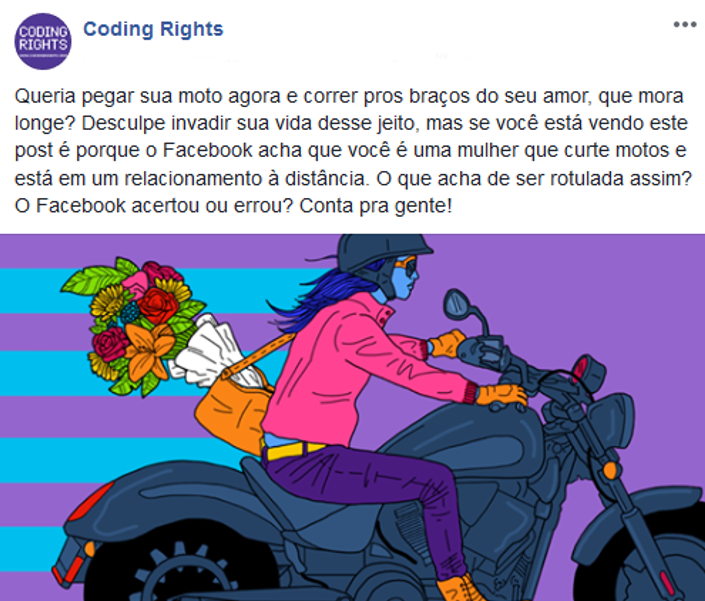 CODING
RIGHTS
Coding Rights
Queria pegar sua moto agora e correr pros braços do seu amor, que mora
longe? Desculpe invadir sua vida desse jeito, mas se você está vendo este
post é porque o Facebook acha que você é uma mulher que curte motos e
está em um relacionamento à distância. O que acha de ser rotulada assim?
O Facebook acertou ou errou? Conta pra gente!